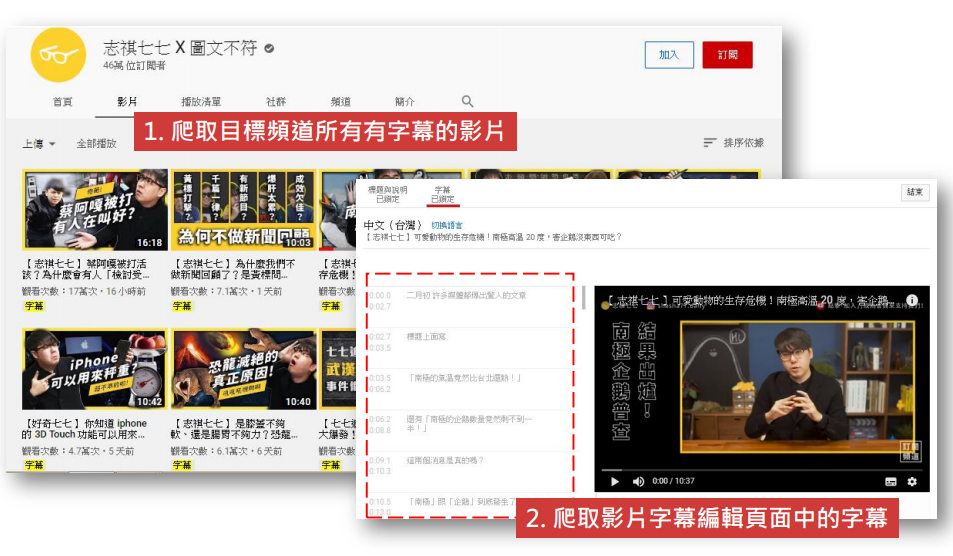 志祺七七 X 圖文不符
46萬 位訂閱者
加入
訂閱
首頁
影片
播放清單
社群
頻道
簡介
1. 爬取目標頻道所有有字幕的影片
上傳
全部播放
排序依據
奇葩!
蔡阿嘎被打
有人在叫好?
16:18
黃標打擊?
千篇一律?
有新節目?
爆肝太累?
成效欠佳?
為何不做新聞回顧
10:03
【志祺七七】蔡阿嘎被打活
該？為什麼會有人「檢討受...
觀看次數：17萬次・16 小時前
字幕
【志祺七七】為什麼我們不
做新聞回顧了？是黃標問...
觀看次數：7.1萬次・1 天前
字幕
【志祺七
存危機！
觀看次數
字幕
iPhone
可以用來秤重?
10:42
恐龍滅絕的
真正原因!
10:40
七七
武漢
事件
【好奇七七】你知道 iphone
的 3D Touch 功能可以用來...
觀看次數：4.7萬次・5 天前
字幕
【志祺七七】是膝蓋不夠
軟、還是腸胃不夠力？恐龍...
觀看次數：6.1萬次・6 天前
字幕
【七七
大爆發！
觀看次數
字幕
標題與說明
已鎖定
字幕
已鎖定
結束
中文（台灣）
切換語言
【志祺七七】可愛動物的生存危機！南極高溫 20 度，害企鵝沒東西可吃？
0:00.0
0:02.7
二月初 許多媒體都傳出驚人的文章
0:02.7
0:03.5
標題上面寫
0:03.5
0:06.2
「南極的氣溫竟然比台北還熱！」
0:06.2
0:08.8
還有「南極的企鵝數量竟然剩不到一
半！」
0:09.1
0:10.3
這兩個消息是真的嗎？
0:10.5
0:13.0
「南極」跟「企鵝」到底發生了
【志祺七七】可愛動物的生存危機！南極高溫 20 度，害企鵝...
結果出爐！
南極企鵝普查
訂閱
頻道
0:00 / 10:37
2. 爬取影片字幕編輯頁面中的字幕